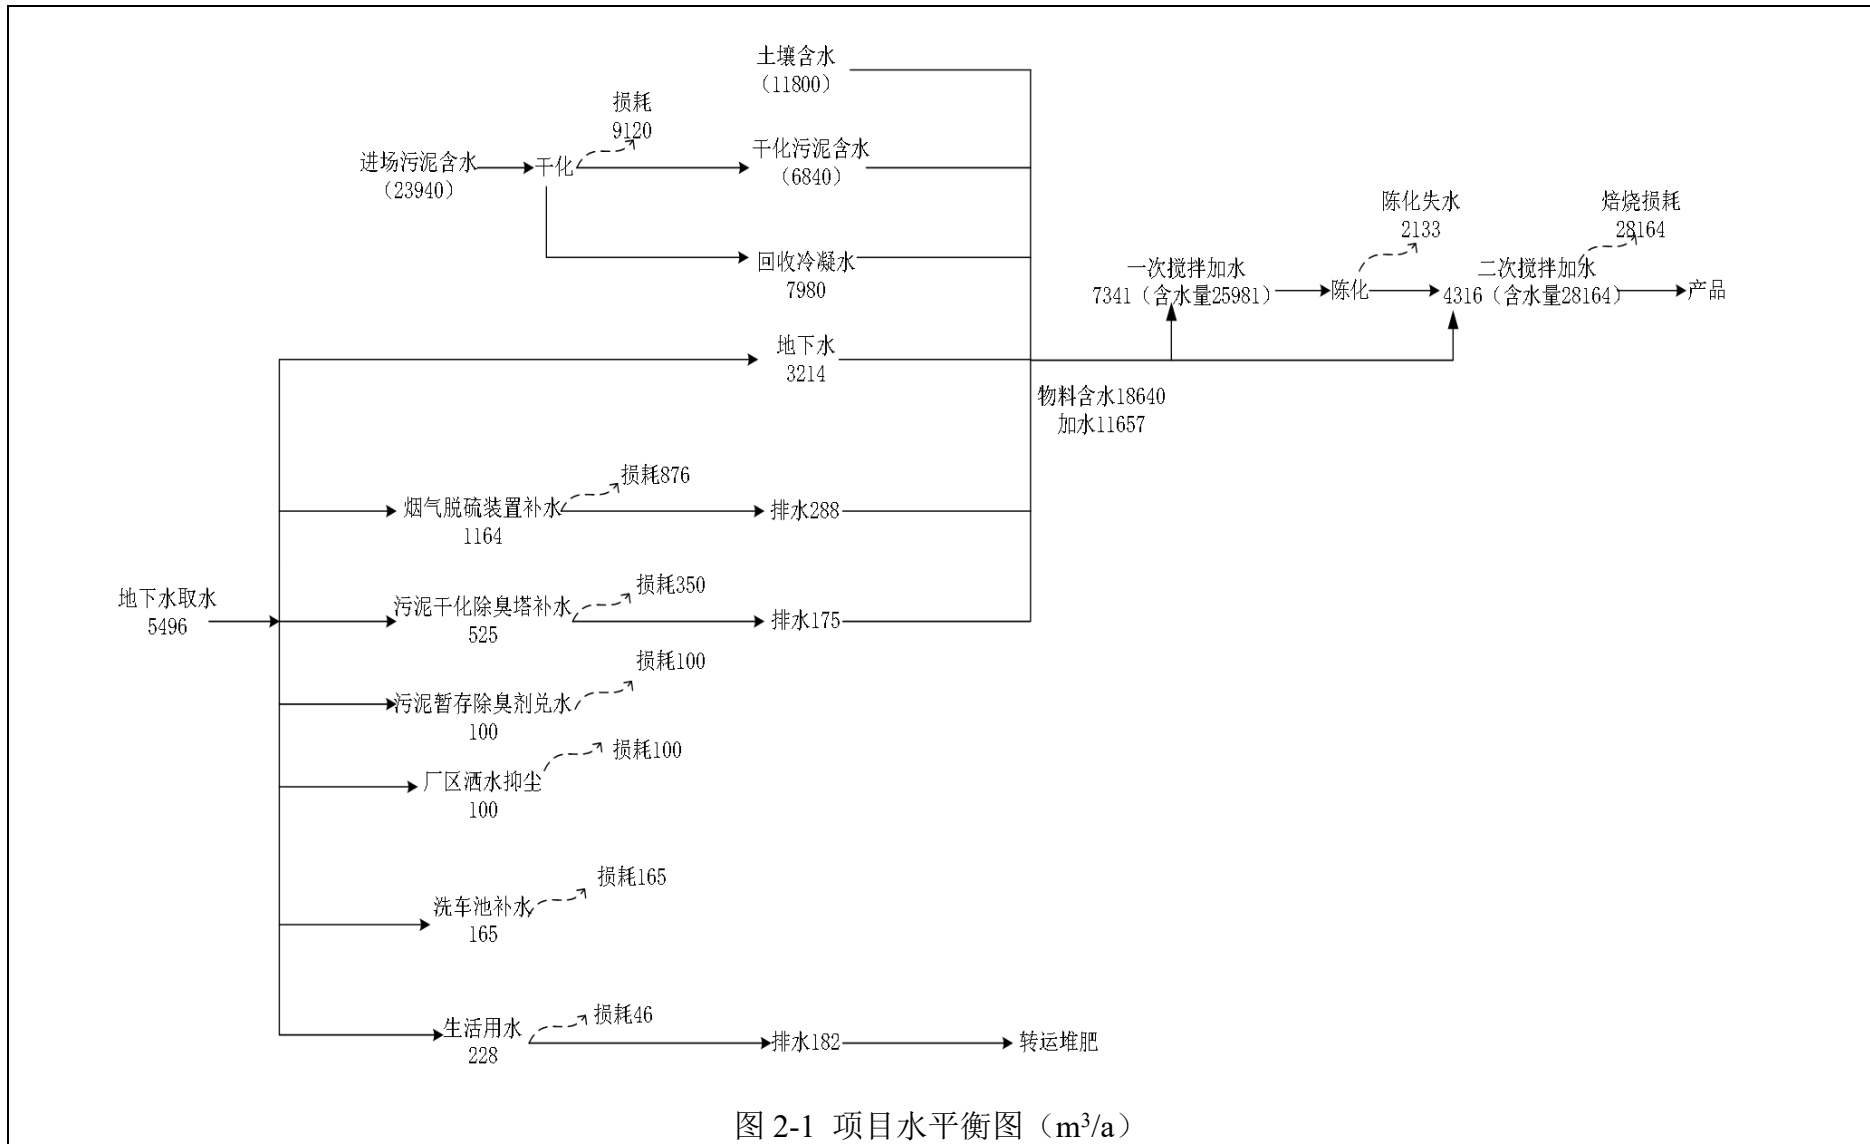 土壤含水
（11800）
损耗
9120
进场污泥含水
（23940）
干化
干化污泥含水
（6840）
回收冷凝水
7980
陈化失水
2133
焙烧损耗
28164
一次搅拌加水
7341（含水量25981）
陈化
二次搅拌加水
4316（含水量28164）
产品
地下水
3214
物料含水18640
加水11657
损耗876
烟气脱硫装置补水
1164
排水288
地下水取水
5496
损耗350
污泥干化除臭塔补水
525
排水175
损耗100
污泥暂存除臭剂兑水
100
损耗100
厂区洒水抑尘
100
损耗165
洗车池补水
165
损耗46
生活用水
228
排水182
转运堆肥
图 2-1 项目水平衡图（m³/a）